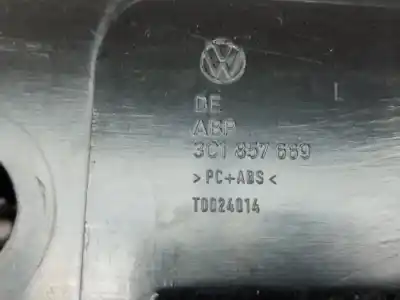 DE
L
ABP
3C1 857 669
>PC+ABS<
T0024014